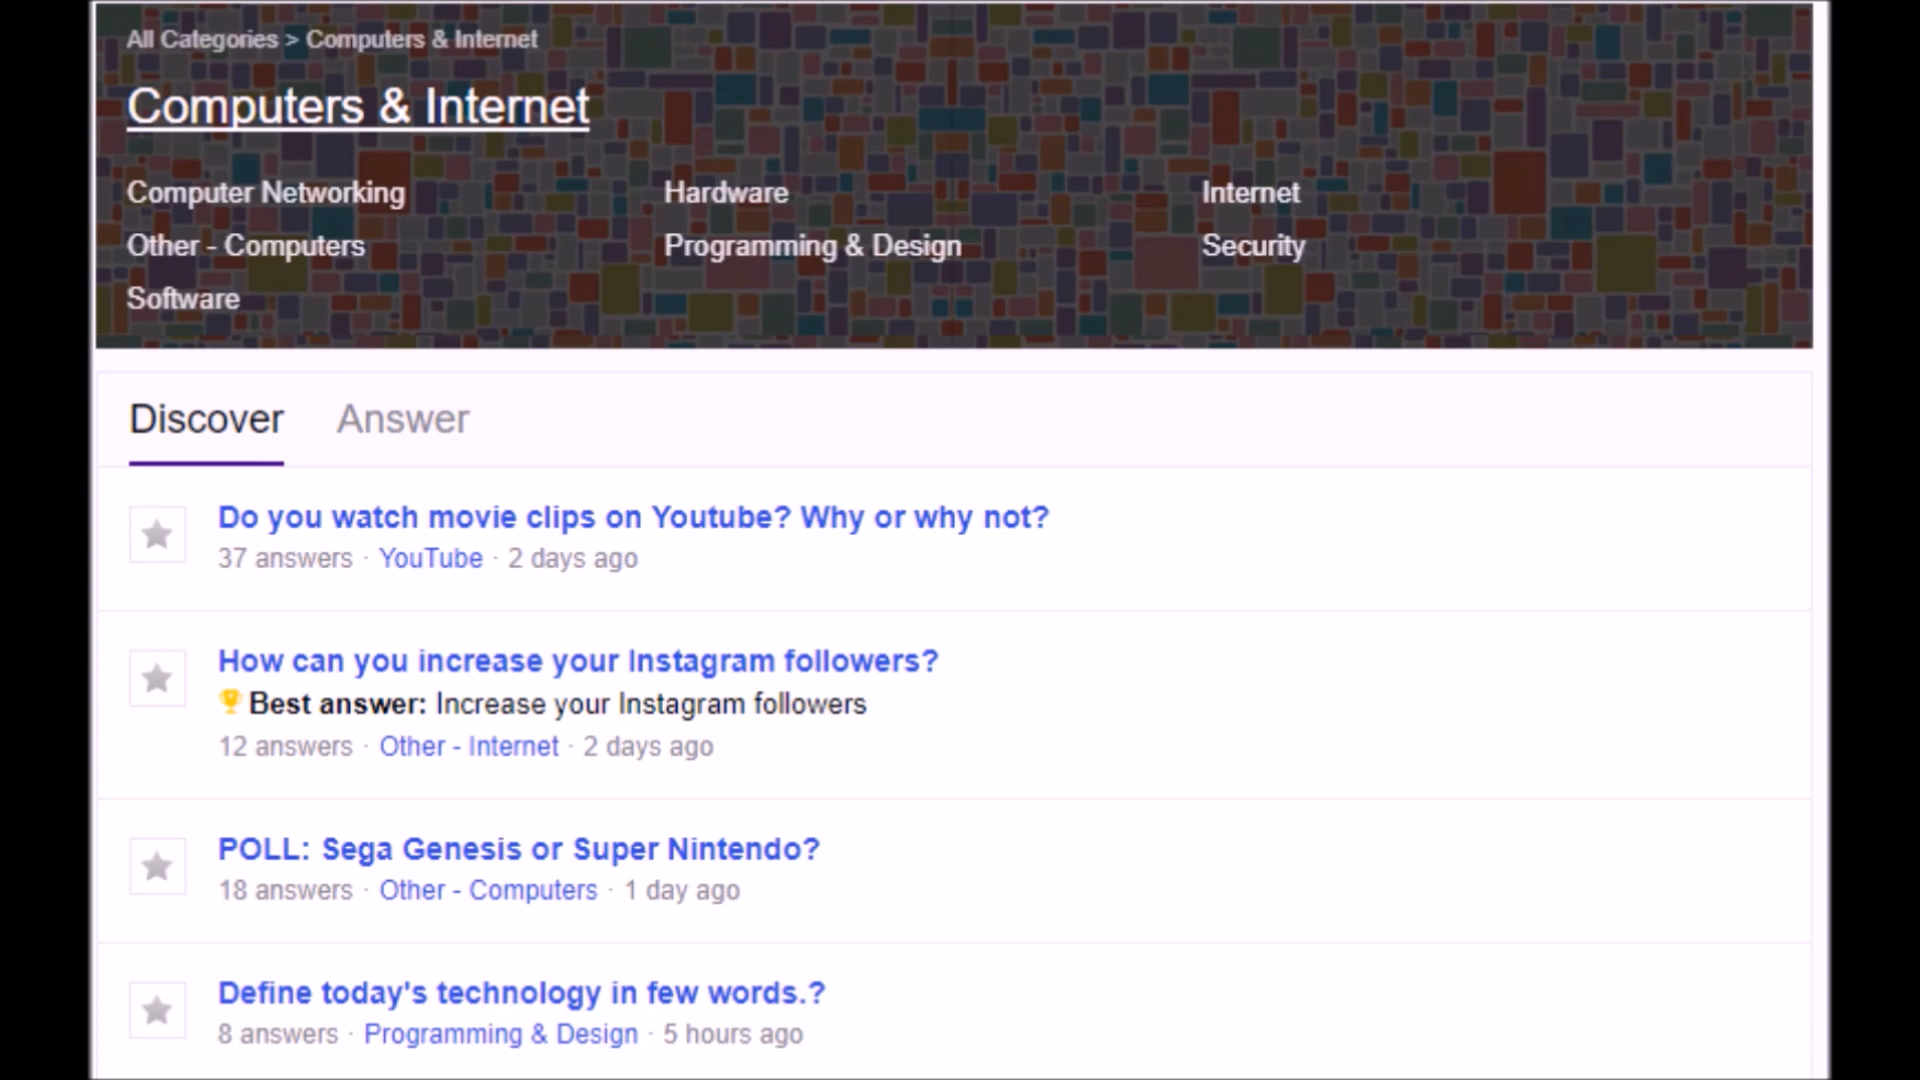 All Categories > Computers & Internet
Computers & Internet
Computer Networking Hardware Internet
Other - Computers Programming & Design Security
Software
Discover Answer
Do you watch movie clips on Youtube? Why or why not?
37 answers · YouTube · 2 days ago
How can you increase your Instagram followers?
Best answer: Increase your Instagram followers
12 answers · Other - Internet · 2 days ago
POLL: Sega Genesis or Super Nintendo?
18 answers · Other - Computers · 1 day ago
Define today's technology in few words.?
8 answers · Programming & Design · 5 hours ago